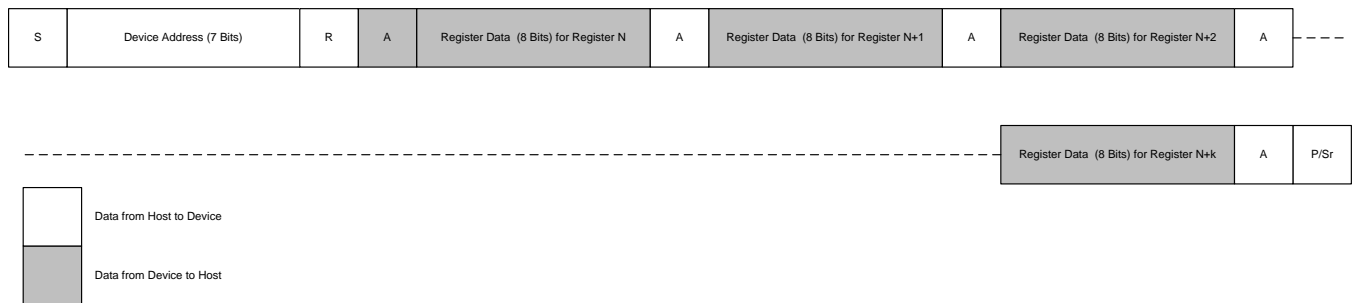 S Device Address (7 Bits) R A Register Data (8 Bits) for Register N A Register Data (8 Bits) for Register N+1 A Register Data (8 Bits) for Register N+2 A
Register Data (8 Bits) for Register N+k A P/Sr
Data from Host to Device
Data from Device to Host